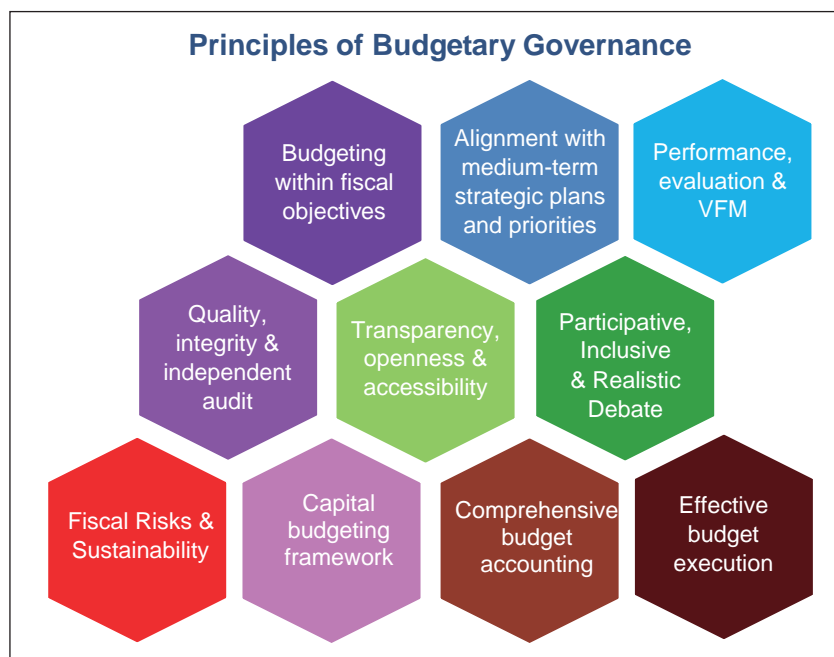 Principles of Budgetary Governance
Budgeting
within fiscal
objectives
Alignment with
medium-term
strategic plans
and priorities
Performance,
evaluation &
VFM
Quality,
integrity &
independent
audit
Transparency,
openness &
accessibility
Participative,
Inclusive
& Realistic
Debate
Fiscal Risks &
Sustainability
Capital
budgeting
framework
Comprehensive
budget
accounting
Effective
budget
execution